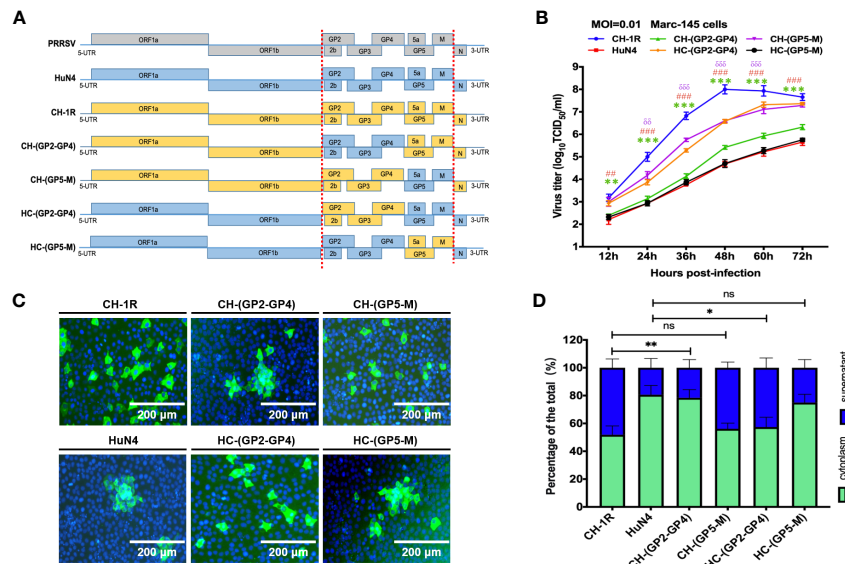 A
PRRSV
5-UTR ORF1a ORF1b GP2 2b GP3 GP4 5a GP5 M N 3-UTR
HuN4
5-UTR ORF1a ORF1b GP2 2b GP3 GP4 5a GP5 M N 3-UTR
CH-1R
5-UTR ORF1a ORF1b GP2 2b GP3 GP4 5a GP5 M N 3-UTR
CH-(GP2-GP4)
5-UTR ORF1a ORF1b GP2 2b GP3 GP4 5a GP5 M N 3-UTR
CH-(GP5-M)
5-UTR ORF1a ORF1b GP2 2b GP3 GP4 5a GP5 M N 3-UTR
HC-(GP2-GP4)
5-UTR ORF1a ORF1b GP2 2b GP3 GP4 5a GP5 M N 3-UTR
HC-(GP5-M)
5-UTR ORF1a ORF1b GP2 2b GP3 GP4 5a GP5 M N 3-UTR
B
MOI=0.01 Marc-145 cells
CH-1R CH-(GP2-GP4) CH-(GP5-M)
HuN4 HC-(GP2-GP4) HC-(GP5-M)
Virus titer (log10TCID50/ml)
9
8
7
6
5
4
3
2
1
## **
δδ ### ***
δδδ ### ***
δδδ ### ***
δδδ ### ***
### ***
12h 24h 36h 48h 60h 72h
Hours post-infection
C
CH-1R CH-(GP2-GP4) CH-(GP5-M)
200 μm 200 μm 200 μm
HuN4 HC-(GP2-GP4) HC-(GP5-M)
200 μm 200 μm 200 μm
D
ns
*
ns
**
Percentage of the total (%)
120
100
80
60
40
20
0
CH-1R HuN4 CH-(GP2-GP4) CH-(GP5-M) HC-(GP2-GP4) HC-(GP5-M)
supernatant
cytoplasm